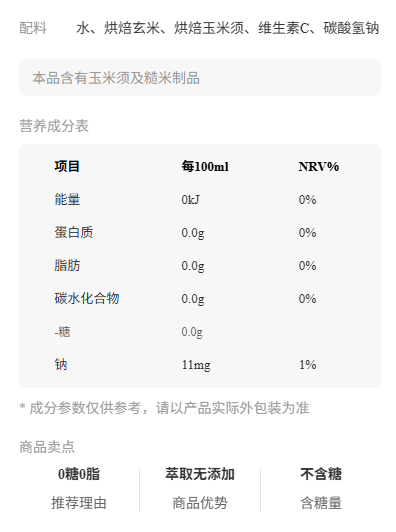 配料 水、烘焙玄米、烘焙玉米须、维生素C、碳酸氢钠
本品含有玉米须及糙米制品
营养成分表
项目 每100ml NRV%
能量 0kJ 0%
蛋白质 0.0g 0%
脂肪 0.0g 0%
碳水化合物 0.0g 0%
-糖 0.0g
钠 11mg 1%
* 成分参数仅供参考，请以产品实际外包装为准
商品卖点
0糖0脂 萃取无添加 不含糖
推荐理由 商品优势 含糖量